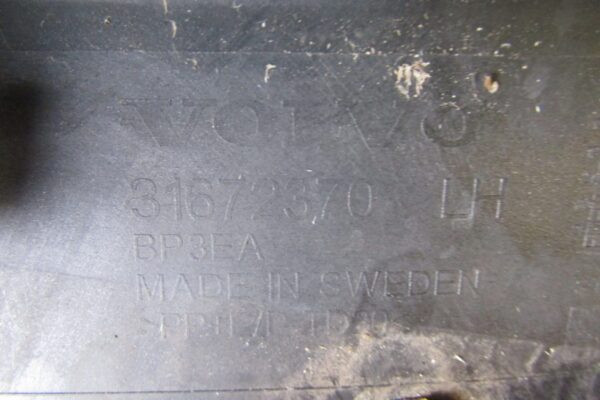 VOLVO
31672370 LH
BP3EA
MADE IN SWEDEN